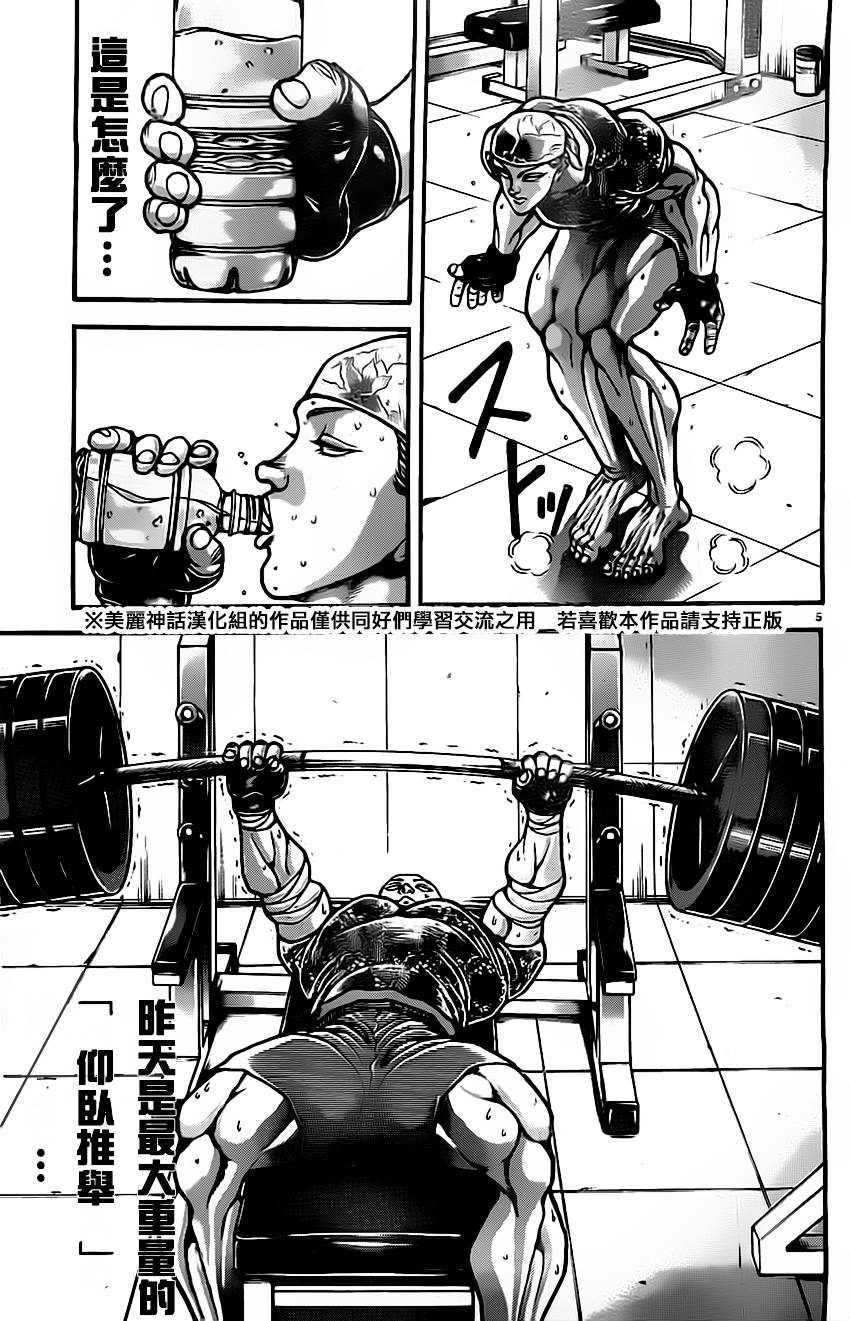 ストッ
這是怎麼了…
※美麗神話漢化組的作品僅供同好們學習交流之用　若喜歡本作品請支持正版
5
昨天是最大重量的
「仰臥推舉」
…